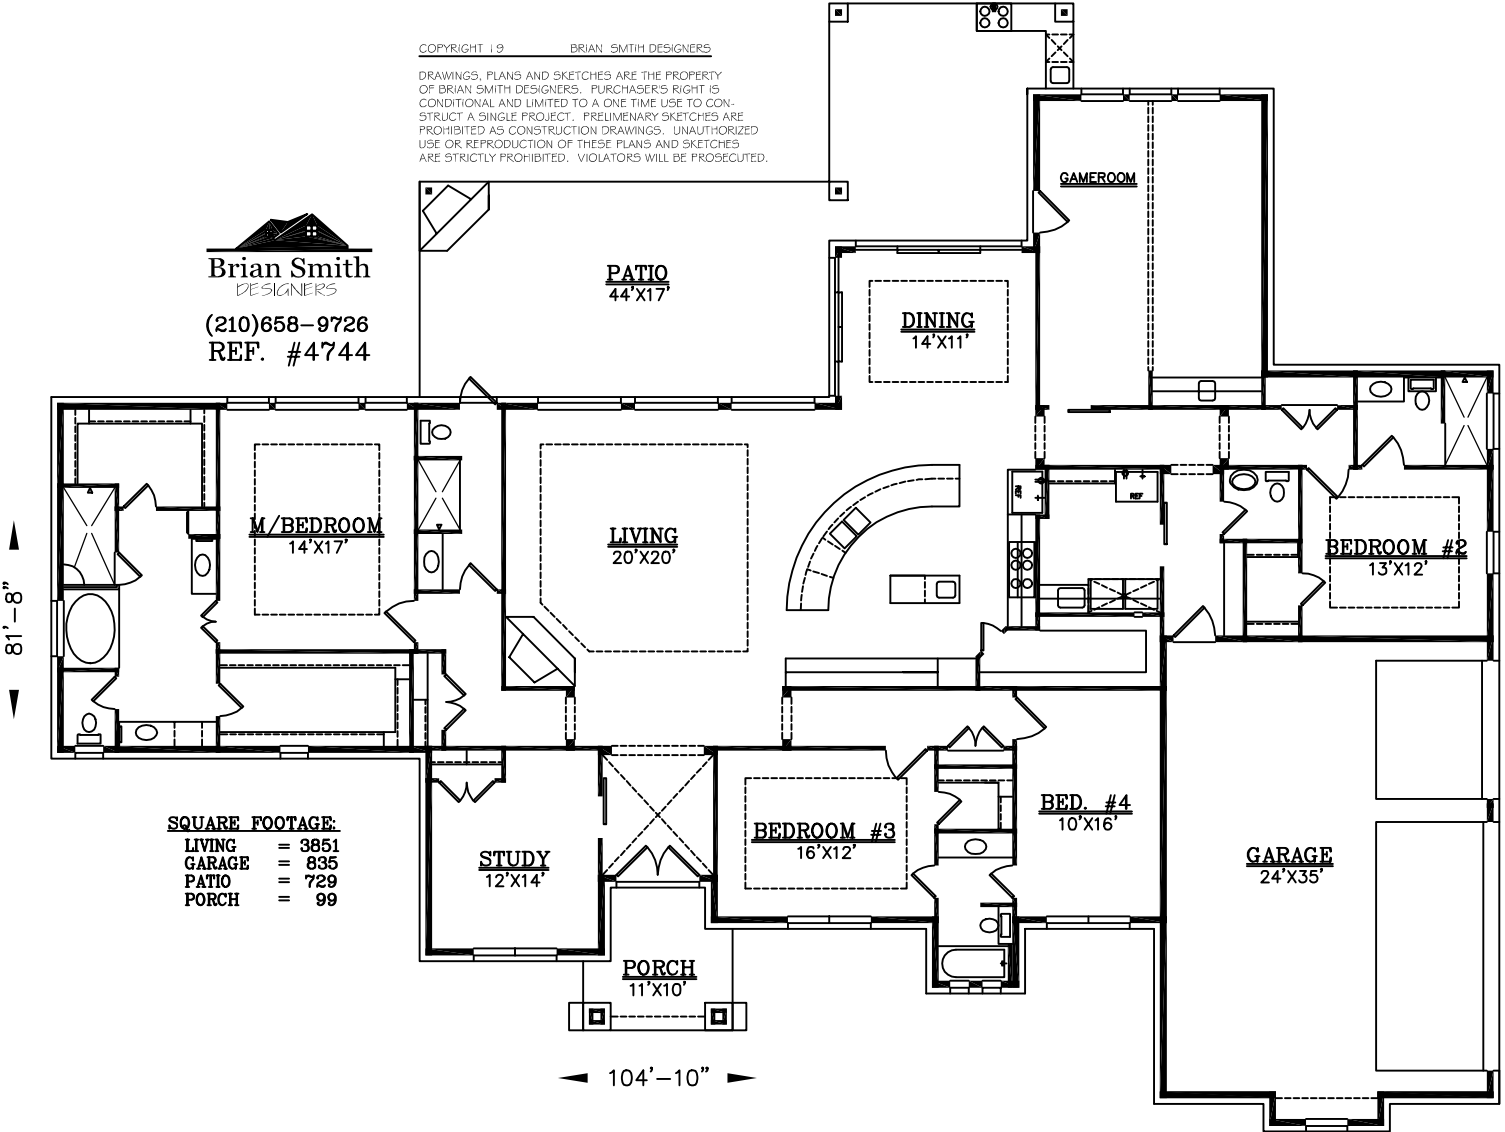 COPYRIGHT 19 BRIAN SMTIH DESIGNERS
DRAWINGS, PLANS AND SKETCHES ARE THE PROPERTY
OF BRIAN SMITH DESIGNERS. PURCHASER'S RIGHT IS
CONDITIONAL AND LIMITED TO A ONE TIME USE TO CON-
STRUCT A SINGLE PROJECT. PRELIMENARY SKETCHES ARE
PROHIBITED AS CONSTRUCTION DRAWINGS. UNAUTHORIZED
USE OR REPRODUCTION OF THESE PLANS AND SKETCHES
ARE STRICTLY PROHIBITED. VIOLATORS WILL BE PROSECUTED.
GAMEROOM
Brian Smith
DESIGNERS
(210)658-9726
REF. #4744
PATIO
44'X17'
DINING
14'X11'
M/BEDROOM
14'X17'
LIVING
20'X20'
REF
REF
BEDROOM #2
13'X12'
81'-8"
SQUARE FOOTAGE:
LIVING = 3851
GARAGE = 835
PATIO = 729
PORCH = 99
STUDY
12'X14'
BEDROOM #3
16'X12'
BED. #4
10'X16'
GARAGE
24'X35'
PORCH
11'X10'
104'-10"